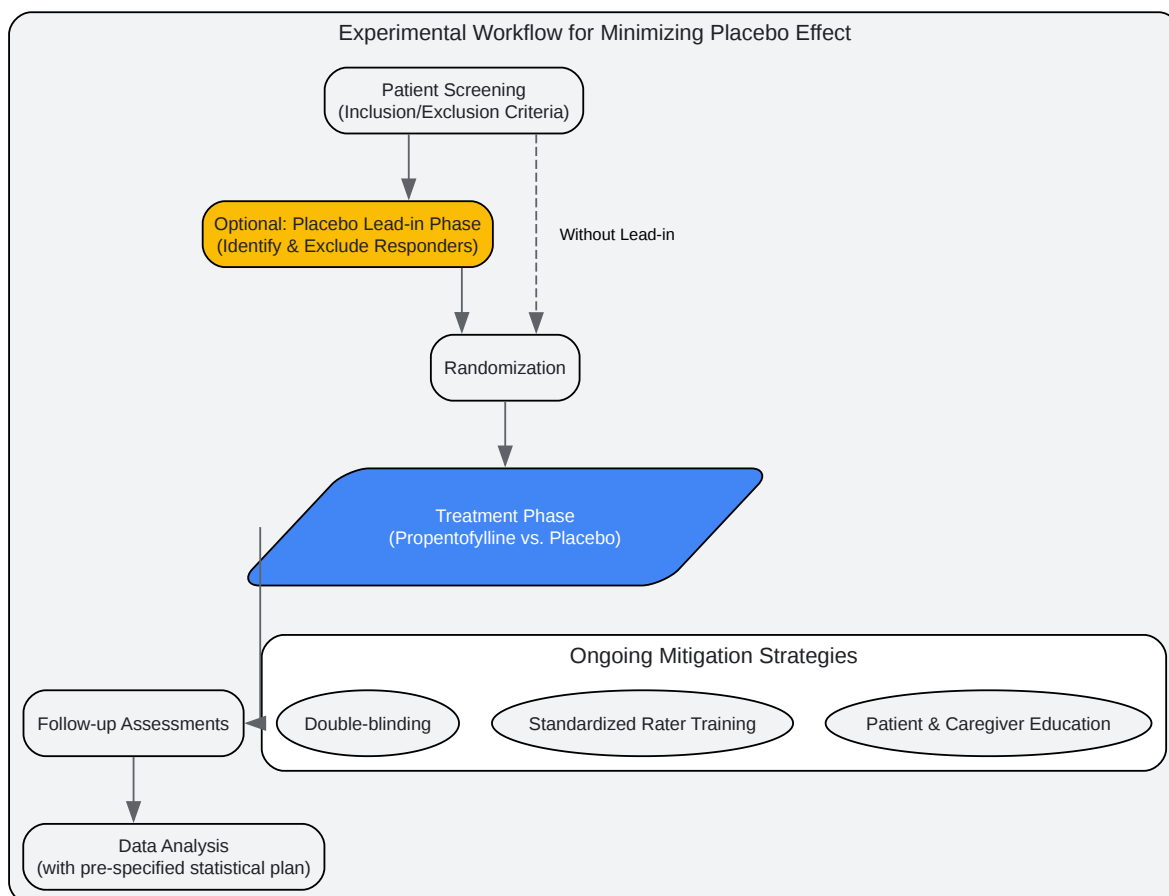 Experimental Workflow for Minimizing Placebo Effect
Patient Screening
(Inclusion/Exclusion Criteria)
Optional: Placebo Lead-in Phase
(Identify & Exclude Responders)
Without Lead-in
Randomization
Treatment Phase
(Propentofylline vs. Placebo)
Ongoing Mitigation Strategies
Follow-up Assessments
Double-blinding
Standardized Rater Training
Patient & Caregiver Education
Data Analysis
(with pre-specified statistical plan)